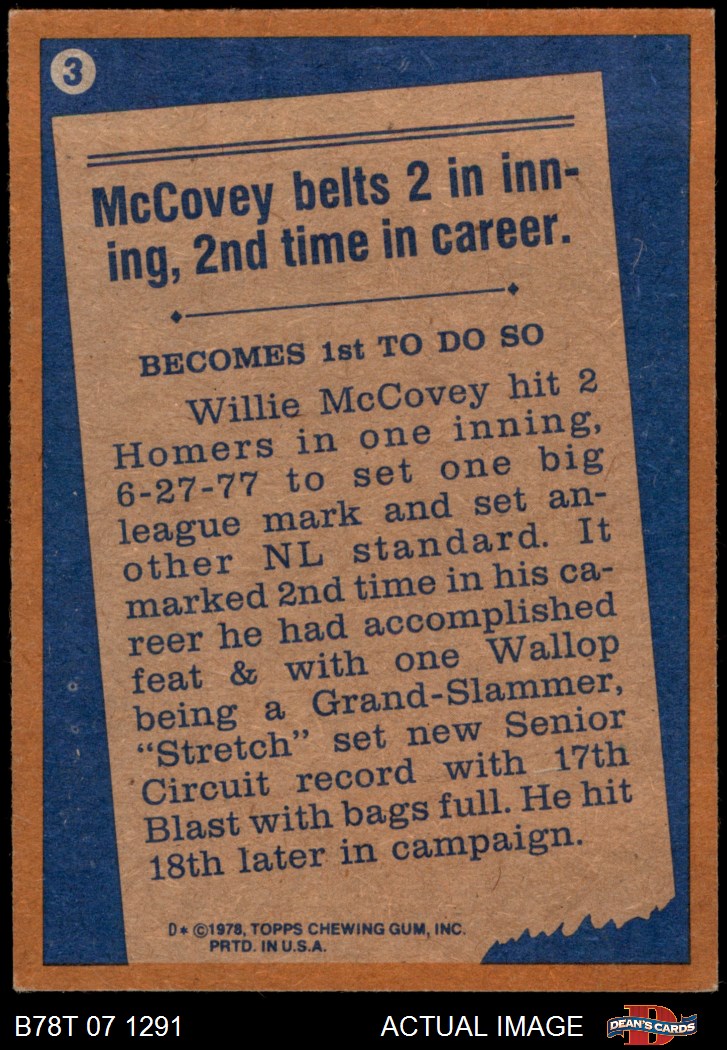 3
McCovey belts 2 in inn-
ing, 2nd time in career.
BECOMES 1st TO DO SO
Willie McCovey hit 2
Homers in one inning,
6-27-77 to set one big
league mark and set an-
other NL standard. It
marked 2nd time in his ca-
reer he had accomplished
feat & with one Wallop
being a Grand-Slammer,
“Stretch” set new Senior
Circuit record with 17th
Blast with bags full. He hit
18th later in campaign.
D* ©1978, TOPPS CHEWING GUM, INC.
PRTD. IN U.S.A.
B78T 07 1291 ACTUAL IMAGE D DEAN'S CARDS